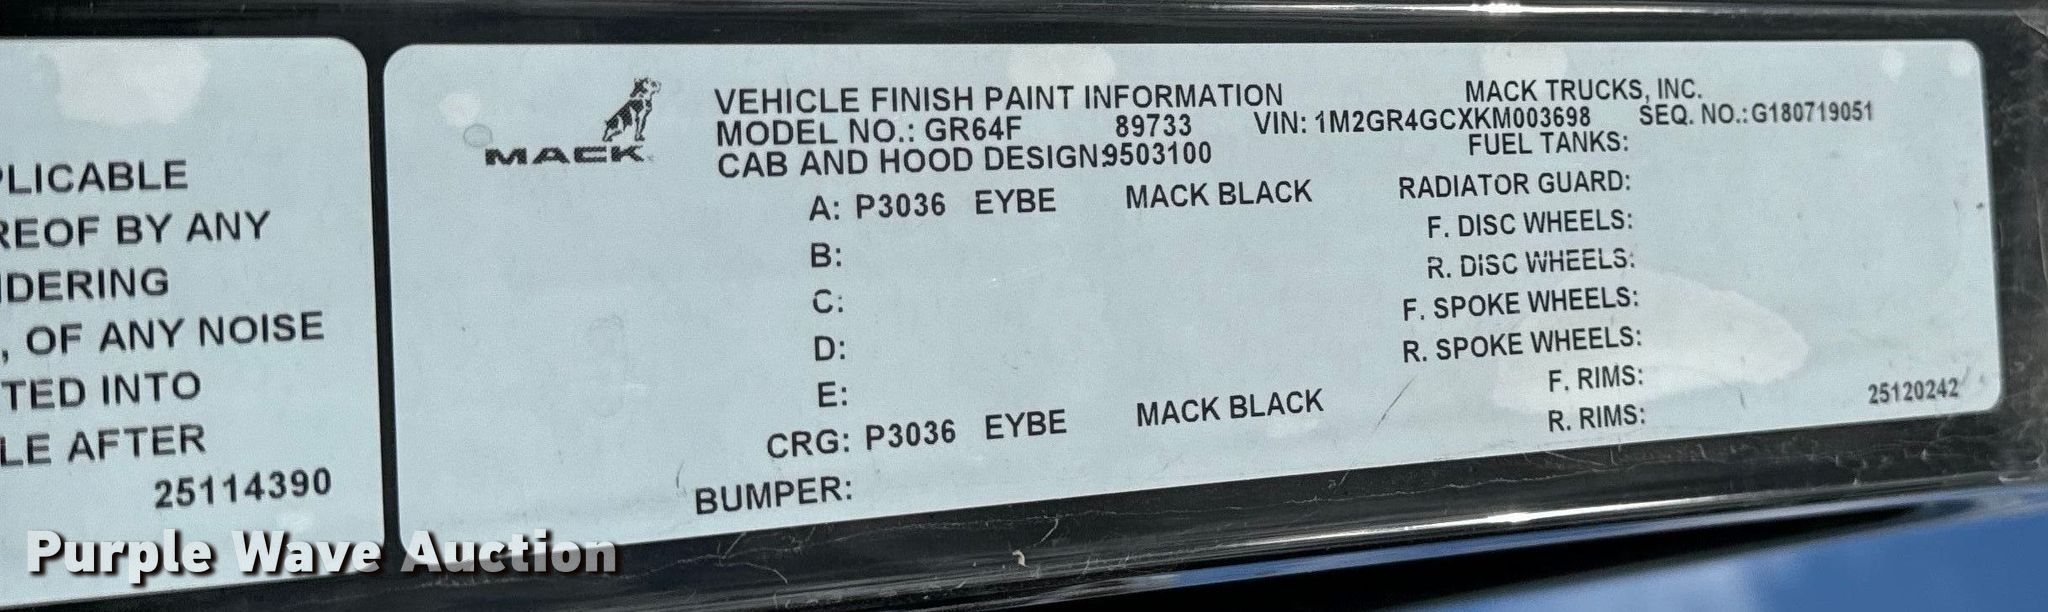 PLICABLE
REOF BY ANY
NDERING
, OF ANY NOISE
TED INTO
LE AFTER
25114390
MACK
VEHICLE FINISH PAINT INFORMATION MACK TRUCKS, INC.
MODEL NO.: GR64F 89733 VIN: 1M2GR4GCXKM003698 SEQ. NO.:G180719051
CAB AND HOOD DESIGN:9503100 FUEL TANKS:
A: P3036 EYBE MACK BLACK RADIATOR GUARD:
B: F. DISC WHEELS:
R. DISC WHEELS:
C: F. SPOKE WHEELS:
D: R. SPOKE WHEELS:
E: F. RIMS:
CRG: P3036 EYBE MACK BLACK R. RIMS:
25120242
BUMPER:
Purple Wave Auction